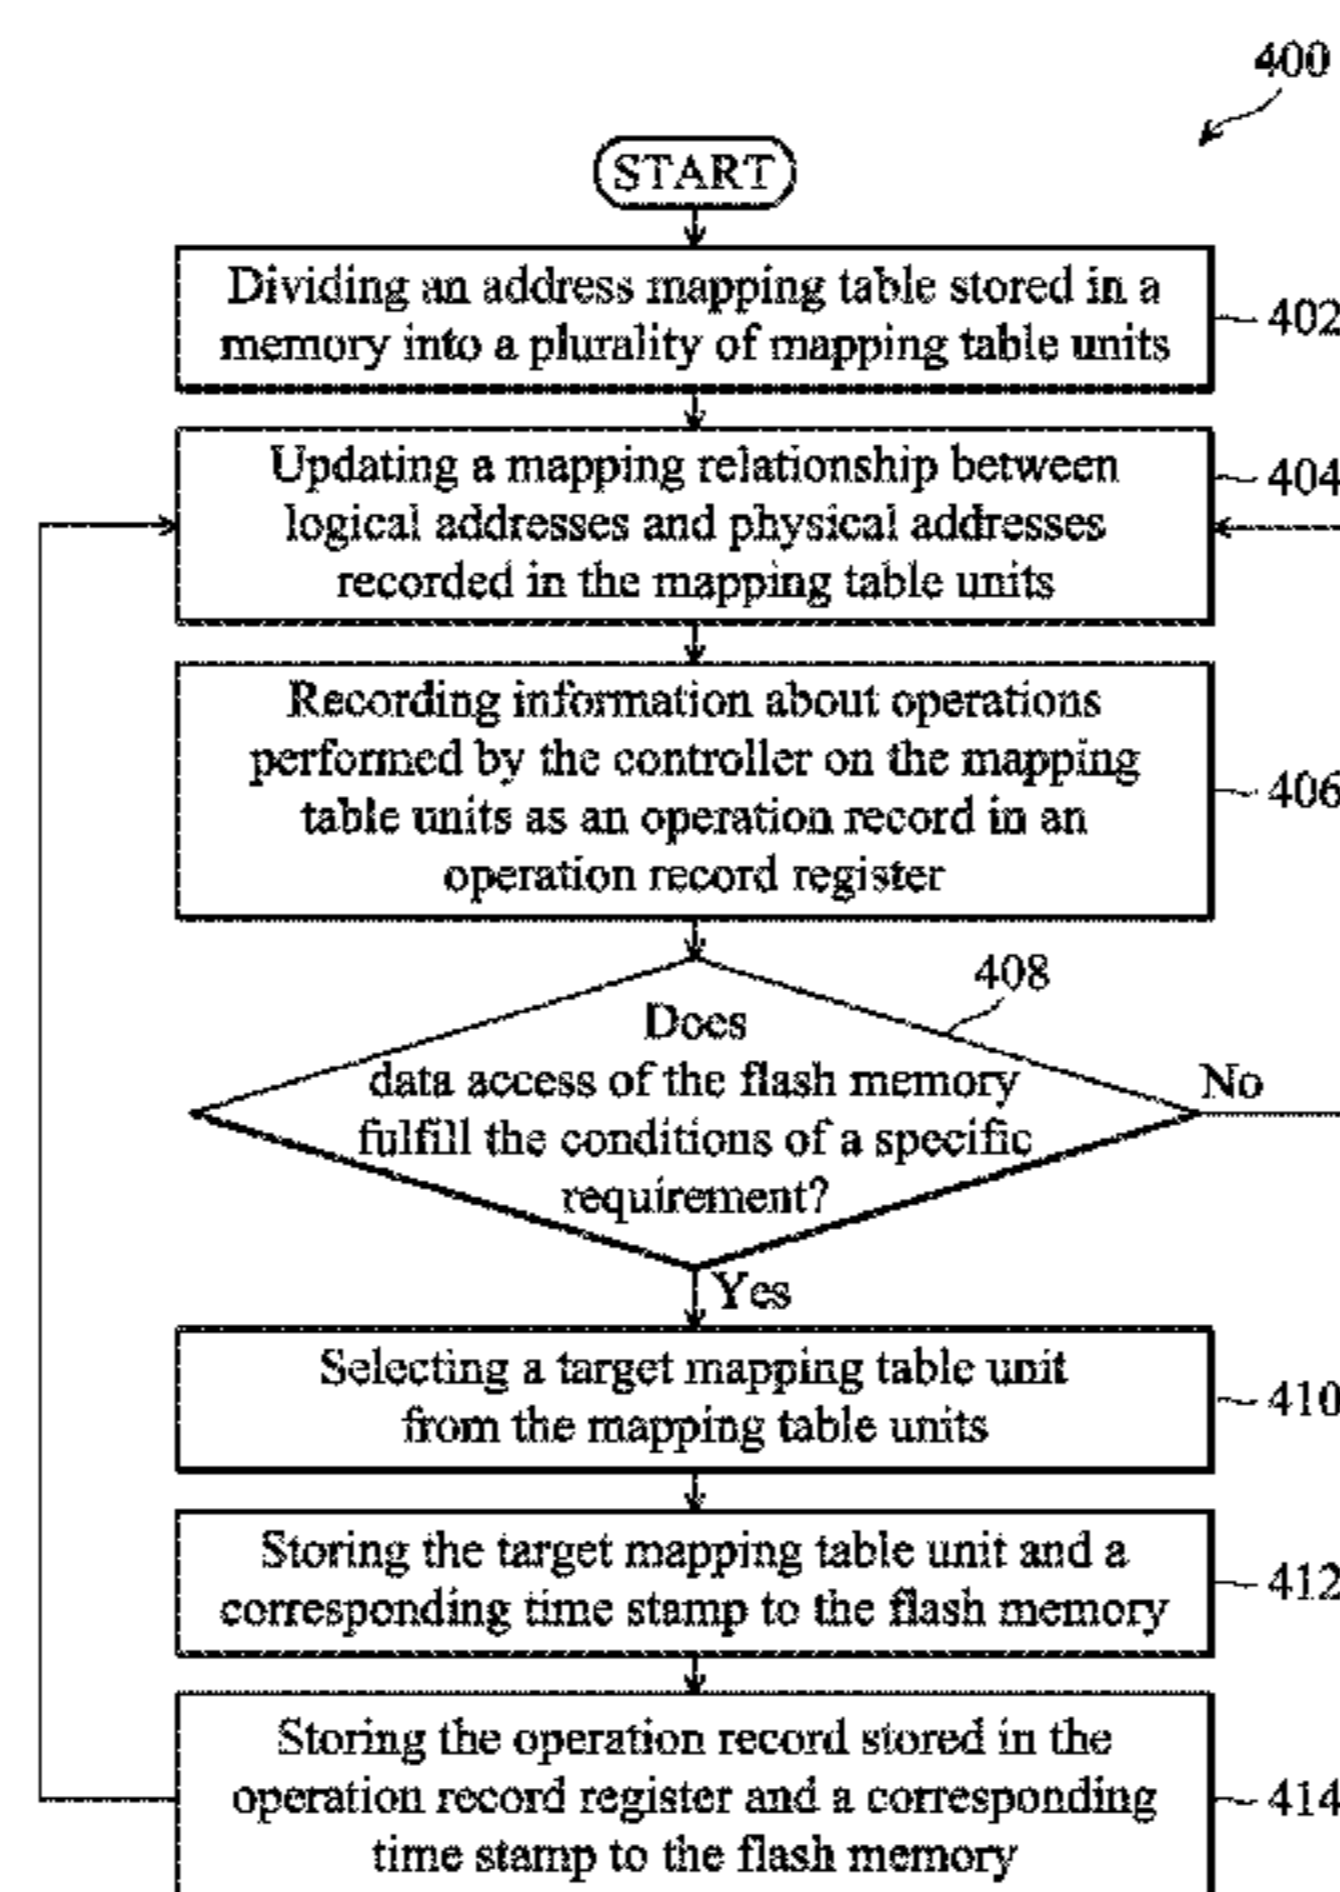 400
START
Dividing an address mapping table stored in a
memory into a plurality of mapping table units
402
Updating a mapping relationship between
logical addresses and physical addresses
recorded in the mapping table units
404
Recording information about operations
performed by the controller on the mapping
table units as an operation record in an
operation record register
406
408
Does
data access of the flash memory
fulfill the conditions of a specific
requirement?
No
Yes
Selecting a target mapping table unit
from the mapping table units
410
Storing the target mapping table unit and a
corresponding time stamp to the flash memory
412
Storing the operation record stored in the
operation record register and a corresponding
time stamp to the flash memory
414